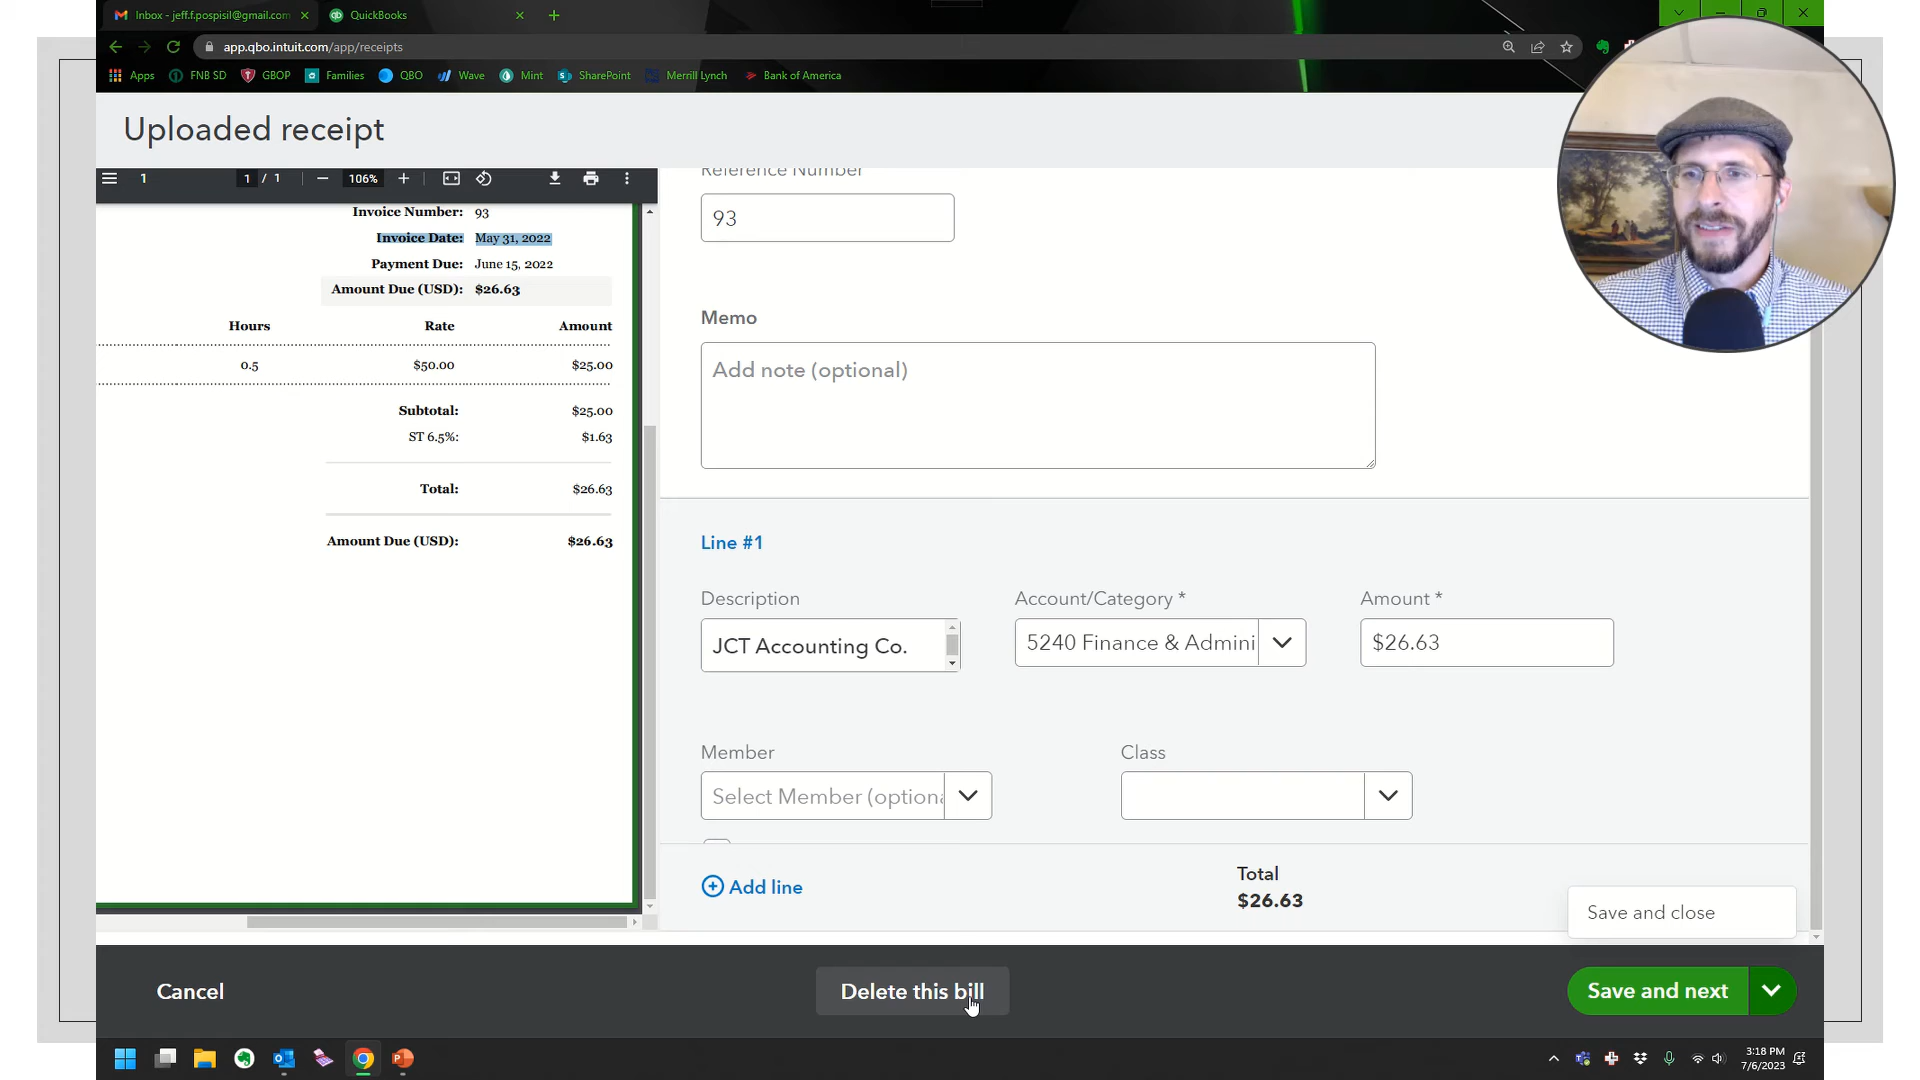 Inbox - jeff.f.pospisil@gmail.com
QuickBooks
app.qbo.intuit.com/app/receipts
Apps FNB SD GBOP Families QBO Wave Mint SharePoint Merrill Lynch Bank of America
Uploaded receipt
1 1 / 1 106%
Invoice Number: 93
Invoice Date: May 31, 2022
Payment Due: June 15, 2022
Amount Due (USD): $26.63
Hours Rate Amount
0.5 $50.00 $25.00
Subtotal: $25.00
ST 6.5%: $1.63
Total: $26.63
Amount Due (USD): $26.63
Reference Number
93
Memo
Add note (optional)
Line #1
Description Account/Category * Amount *
JCT Accounting Co. 5240 Finance & Admini $26.63
Member Class
Select Member (optiona
Add line
Total
$26.63
Save and close
Cancel Delete this bill Save and next
3:18 PM
7/6/2023